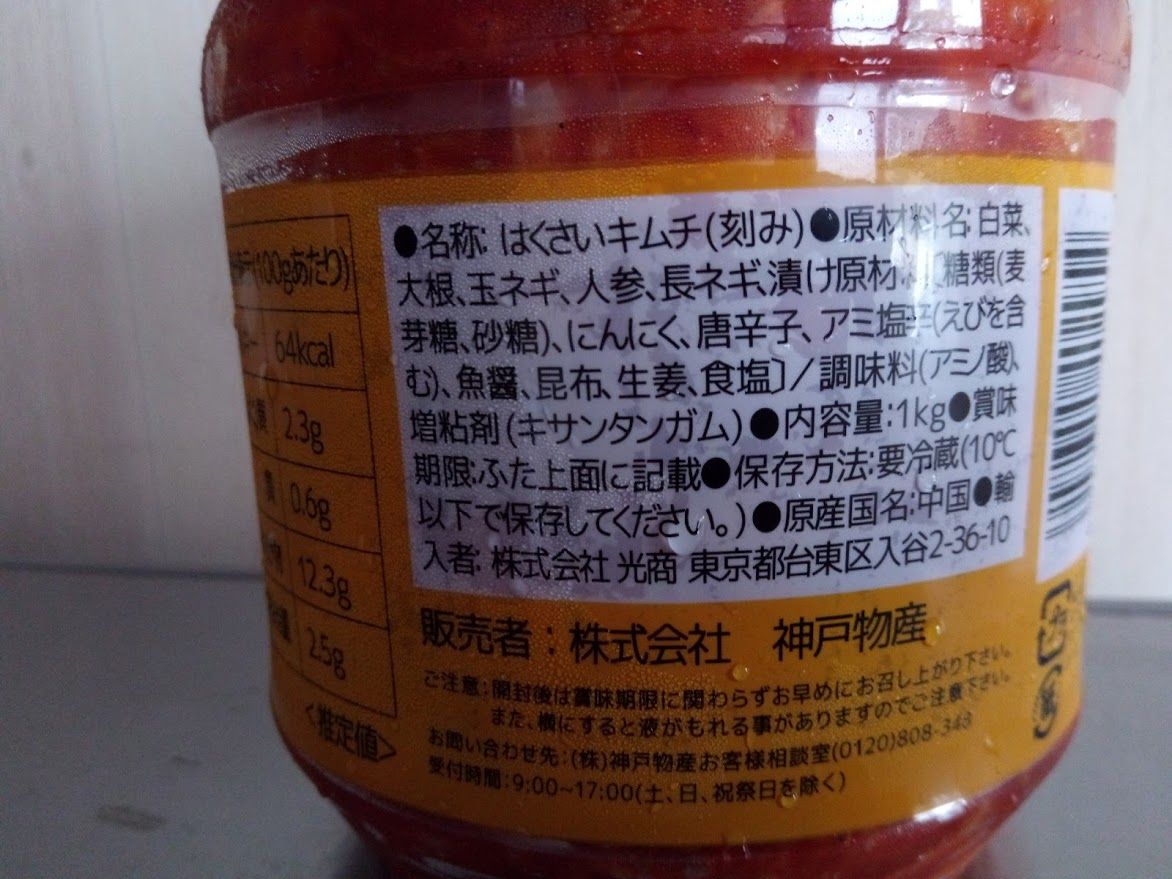 (100gあたり)
64kcal
2.3g
0.6g
12.3g
2.5g
<推定値>
●名称: はくさいキムチ(刻み)●原材料名:白菜、
大根、玉ネギ、人参、長ネギ、漬け原材 糖類(麦
芽糖、砂糖)、にんにく、唐辛子、アミ塩辛(えびを含
む)、魚醤、昆布、生姜、食塩〕/調味料(アミノ酸)、
増粘剤(キサンタンガム)●内容量:1kg●賞味
期限:ふた上面に記載●保存方法:要冷蔵(10℃
以下で保存してください。)●原産国名:中国●輸
入者: 株式会社 光商 東京都台東区入谷2-36-10
販売者：株式会社 神戸物産
ご注意：開封後は賞味期限に関わらずお早めにお召し上がり下さい。
また、横にすると液がもれる事がありますのでご注意下さい。
お問い合わせ先：(株)神戸物産お客様相談室(0120)808-348
受付時間：9:00~17:00(土、日、祝祭日を除く)